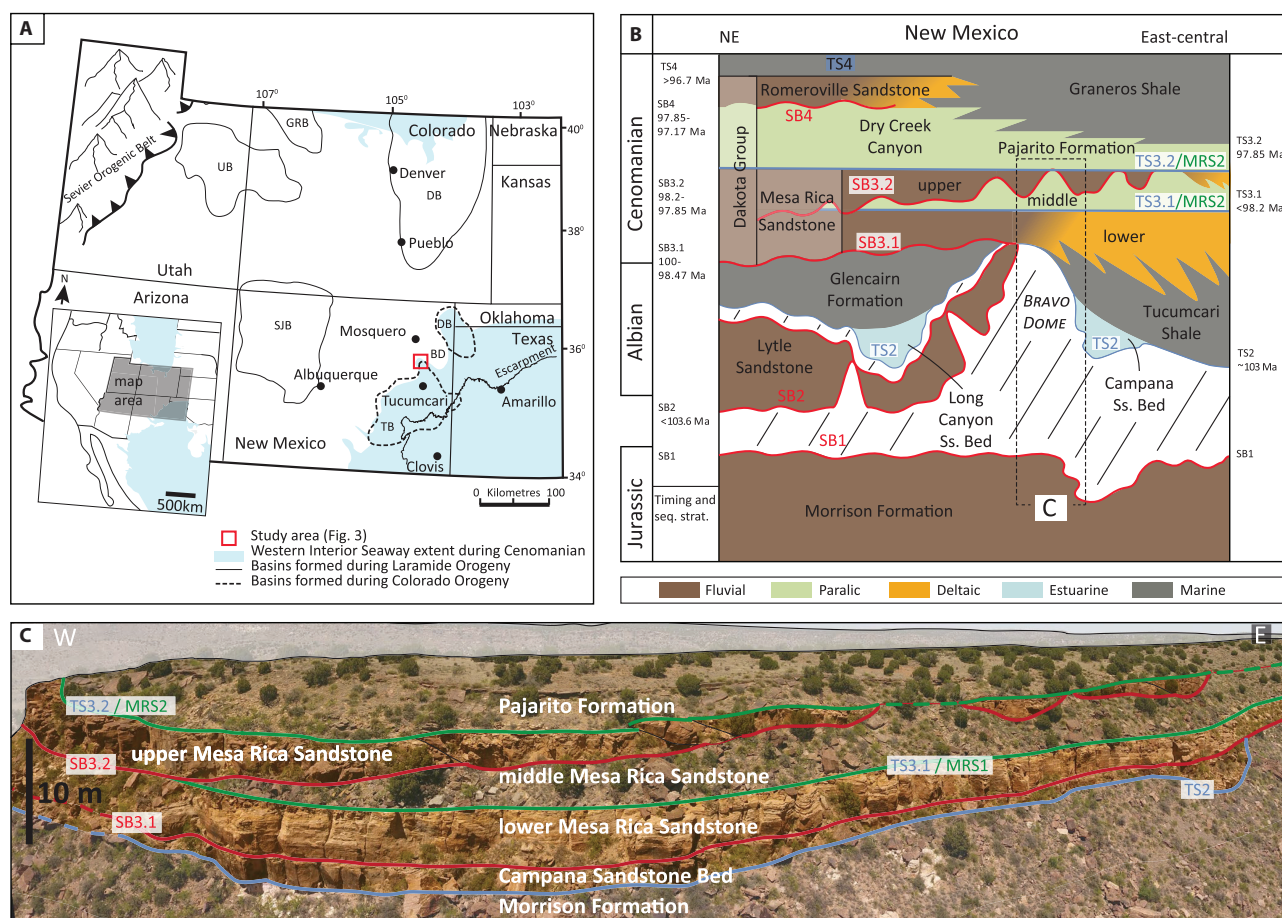 A
107⁰
105⁰
103⁰
GRB
Colorado
Nebraska
40⁰
Sevier Orogenic Belt
UB
Denver
DB
Kansas
Pueblo
38⁰
Utah
N
Arizona
SJB
Mosquero
DB
Oklahoma
Texas
BD
36⁰
Escarpment
map
area
Albuquerque
Tucumcari
Amarillo
TB
New Mexico
Clovis
34⁰
500km
0 Kilometres 100
Study area (Fig. 3)
Western Interior Seaway extent during Cenomanian
Basins formed during Laramide Orogeny
Basins formed during Colorado Orogeny
B
NE
New Mexico
East-central
Cenomanian
Albian
Jurassic
TS4
>96.7 Ma
SB4
97.85-
97.17 Ma
SB3.2
98.2-
97.85 Ma
SB3.1
100-
98.47 Ma
SB2
<103.6 Ma
SB1
Timing and
seq. strat.
TS4
Romeroville Sandstone
Graneros Shale
SB4
Dry Creek
Canyon
Dakota Group
Pajarito Formation
TS3.2/MRS2
TS3.2
97.85 Ma
SB3.2
upper
Mesa Rica
Sandstone
middle
TS3.1/MRS2
TS3.1
<98.2 Ma
SB3.1
lower
Glencairn
Formation
BRAVO
DOME
Tucumcari
Shale
Lytle
Sandstone
TS2
TS2
TS2
~103 Ma
SB2
Long
Canyon
Ss. Bed
Campana
Ss. Bed
SB1
SB1
Morrison Formation
C
Fluvial
Paralic
Deltaic
Estuarine
Marine
C
W
E
TS3.2 / MRS2
Pajarito Formation
upper Mesa Rica Sandstone
SB3.2
middle Mesa Rica Sandstone
TS3.1 / MRS1
TS2
10 m
SB3.1
lower Mesa Rica Sandstone
Campana Sandstone Bed
Morrison Formation